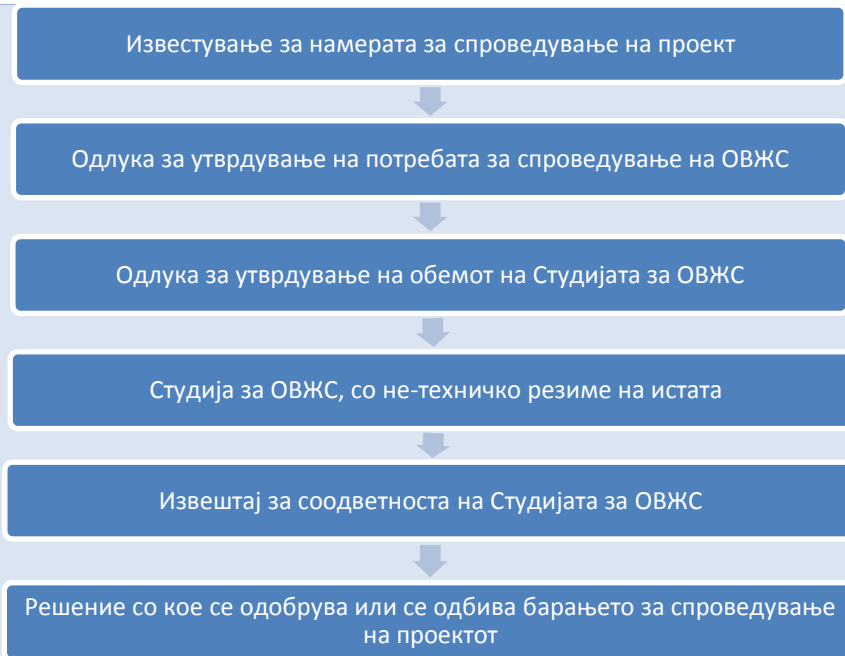 Известување за намерата за спроведување на проект
Одлука за утврдување на потребата за спроведување на ОВЖС
Одлука за утврдување на обемот на Студијата за ОВЖС
Студија за ОВЖС, со не-техничко резиме на истата
Извештај за соодветноста на Студијата за ОВЖС
Решение со кое се одобрува или се одбива барањето за спроведување
на проектот